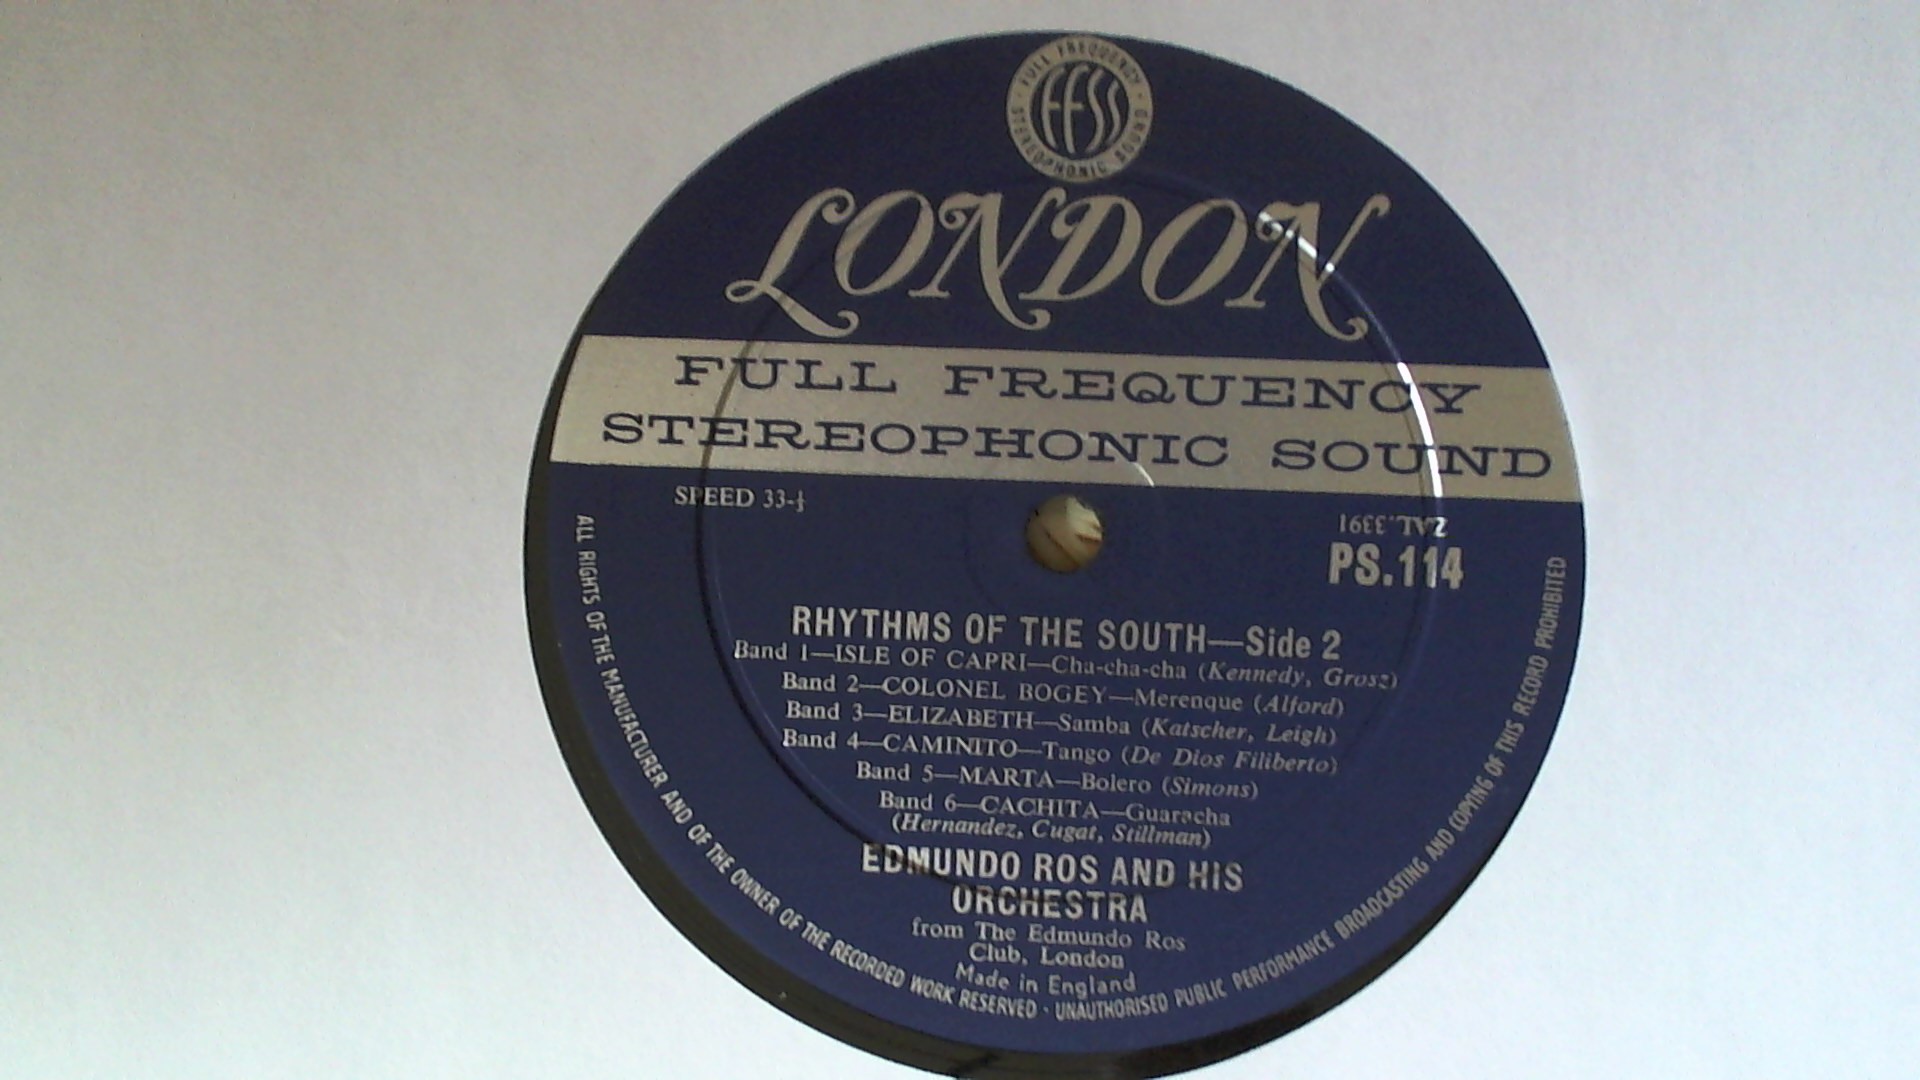 FULL FREQUENCY
FFSS
STEREOPHONIC SOUND
LONDON
FULL FREQUENCY
STEREOPHONIC SOUND
SPEED 33-⅓
ZAL.3391
PS.114
RHYTHMS OF THE SOUTH—Side 2
Band 1—ISLE OF CAPRI—Cha-cha-cha (Kennedy, Grosz)
Band 2—COLONEL BOGEY—Merenque (Alford)
Band 3—ELIZABETH—Samba (Katscher, Leigh)
Band 4—CAMINITO—Tango (De Dios Filiberto)
Band 5—MARTA—Bolero (Simons)
Band 6—CACHITA—Guaracha
(Hernandez, Cugat, Stillman)
EDMUNDO ROS AND HIS
ORCHESTRA
from The Edmundo Ros
Club, London
Made in England
ALL RIGHTS OF THE MANUFACTURER AND OF THE OWNER OF THE RECORDED WORK RESERVED · UNAUTHORISED PUBLIC PERFORMANCE BROADCASTING AND COPYING OF THIS RECORD PROHIBITED